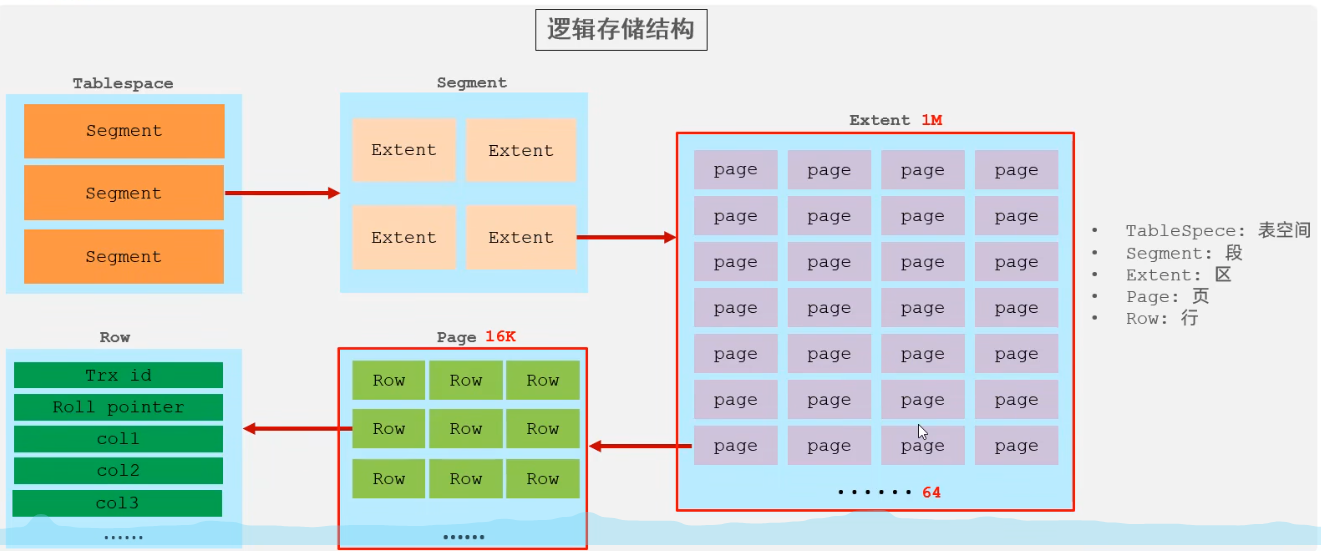 逻辑存储结构
Tablespace
Segment
Segment
Segment
Segment
Extent Extent
Extent Extent
Extent 1M
page page page page
page page page page
page page page page
page page page page
page page page page
page page page page
page page page page
······ 64
• TableSpece: 表空间
• Segment: 段
• Extent: 区
• Page: 页
• Row: 行
Row
Trx id
Roll pointer
col1
col2
col3
······
Page 16K
Row Row Row
Row Row Row
Row Row Row
······